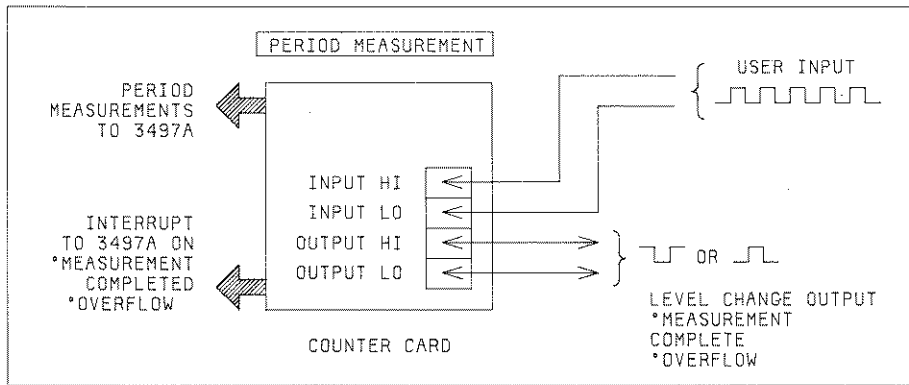 PERIOD MEASUREMENT
PERIOD
MEASUREMENTS
TO 3497A
USER INPUT
INPUT HI
INPUT LO
OUTPUT HI
OUTPUT LO
INTERRUPT
TO 3497A ON
°MEASUREMENT
COMPLETED
°OVERFLOW
OR
LEVEL CHANGE OUTPUT
°MEASUREMENT
COMPLETE
°OVERFLOW
COUNTER CARD